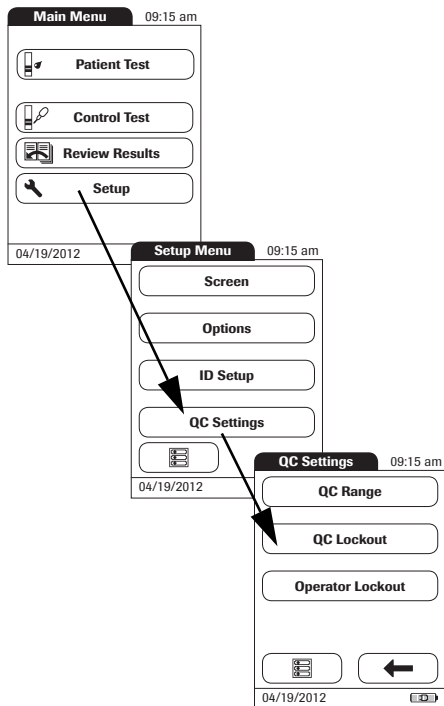 Main Menu 09:15 am
Patient Test
Control Test
Review Results
Setup
04/19/2012
Setup Menu 09:15 am
Screen
Options
ID Setup
QC Settings
04/19/2012
QC Settings 09:15 am
QC Range
QC Lockout
Operator Lockout
04/19/2012